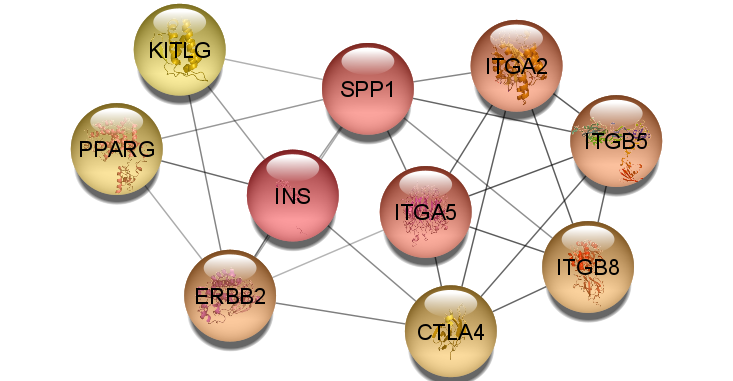 KITLG
SPP1
ITGA2
PPARG
ITGB5
INS
ITGA5
ERBB2
ITGB8
CTLA4